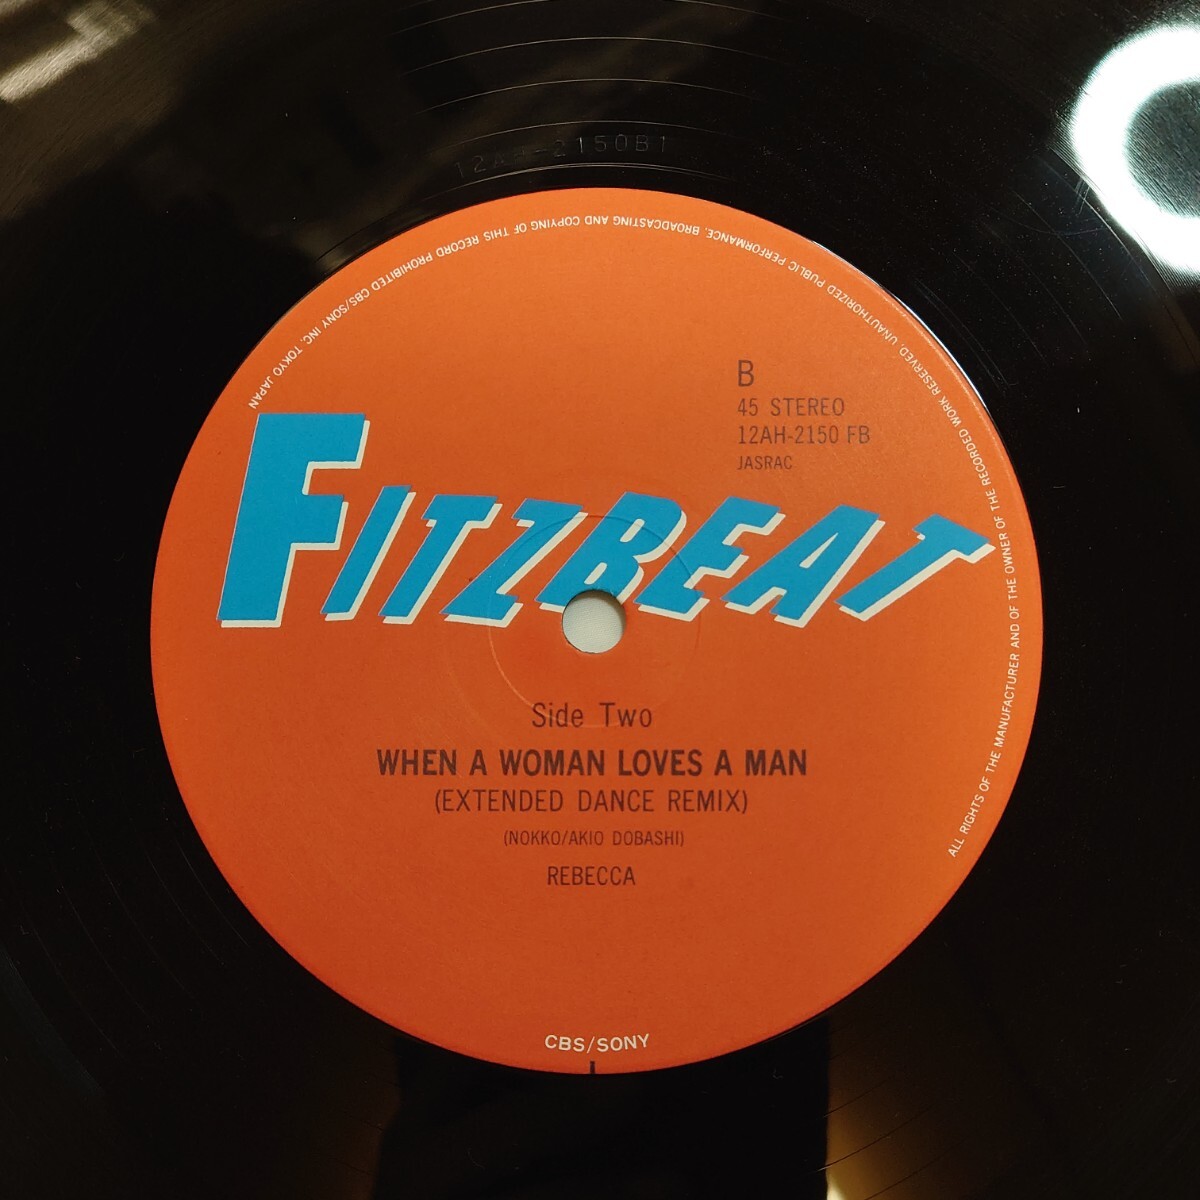 12AH-2150B1
ALL RIGHTS OF THE MANUFACTURER AND OF THE OWNER OF THE RECORDED WORK RESERVED. UNAUTHORIZED PUBLIC PERFORMANCE, BROADCASTING AND COPYING OF THIS RECORD PROHIBITED CBS/SONY INC. TOKYO JAPAN
B
45 STEREO
12AH-2150 FB
JASRAC
FITZBEAT
Side Two
WHEN A WOMAN LOVES A MAN
(EXTENDED DANCE REMIX)
(NOKKO/AKIO DOBASHI)
REBECCA
CBS/SONY